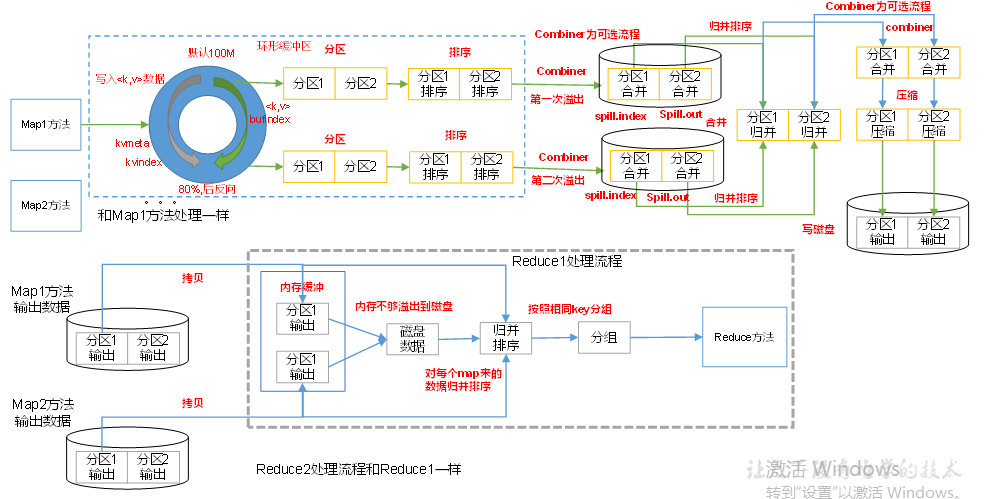 Combiner为可选流程
默认100M
环形缓冲区
分区
排序
Combiner为可选流程
归并排序
combiner
写入<k,v>数据
分区1
分区2
分区1
排序
分区2
排序
Combiner
第一次溢出
分区1
合并
分区2
合并
分区1
合并
分区2
合并
压缩
Map1方法
<k,v>
bufindex
kvmeta
kvindex
spill.index
Spill.out
合并
分区1
归并
分区2
归并
分区1
压缩
分区2
压缩
分区
排序
分区1
分区2
分区1
排序
分区2
排序
Combiner
第二次溢出
分区1
合并
分区2
合并
80%,后反向
Map2方法
和Map1方法处理一样
spill.index
Spill.out
归并排序
写磁盘
分区1
输出
分区2
输出
Reduce1处理流程
拷贝
Map1方法
输出数据
内存缓冲
内存不够溢出到磁盘
按照相同key分组
分区1
输出
分区2
输出
分区1
输出
磁盘
数据
归并
排序
分组
Reduce方法
分区1
输出
对每个map来的
数据归并排序
Map2方法
输出数据
拷贝
分区1
输出
分区2
输出
Reduce2处理流程和Reduce1一样
激活 Windows
的技术
转到“设置”以激活 Windows。